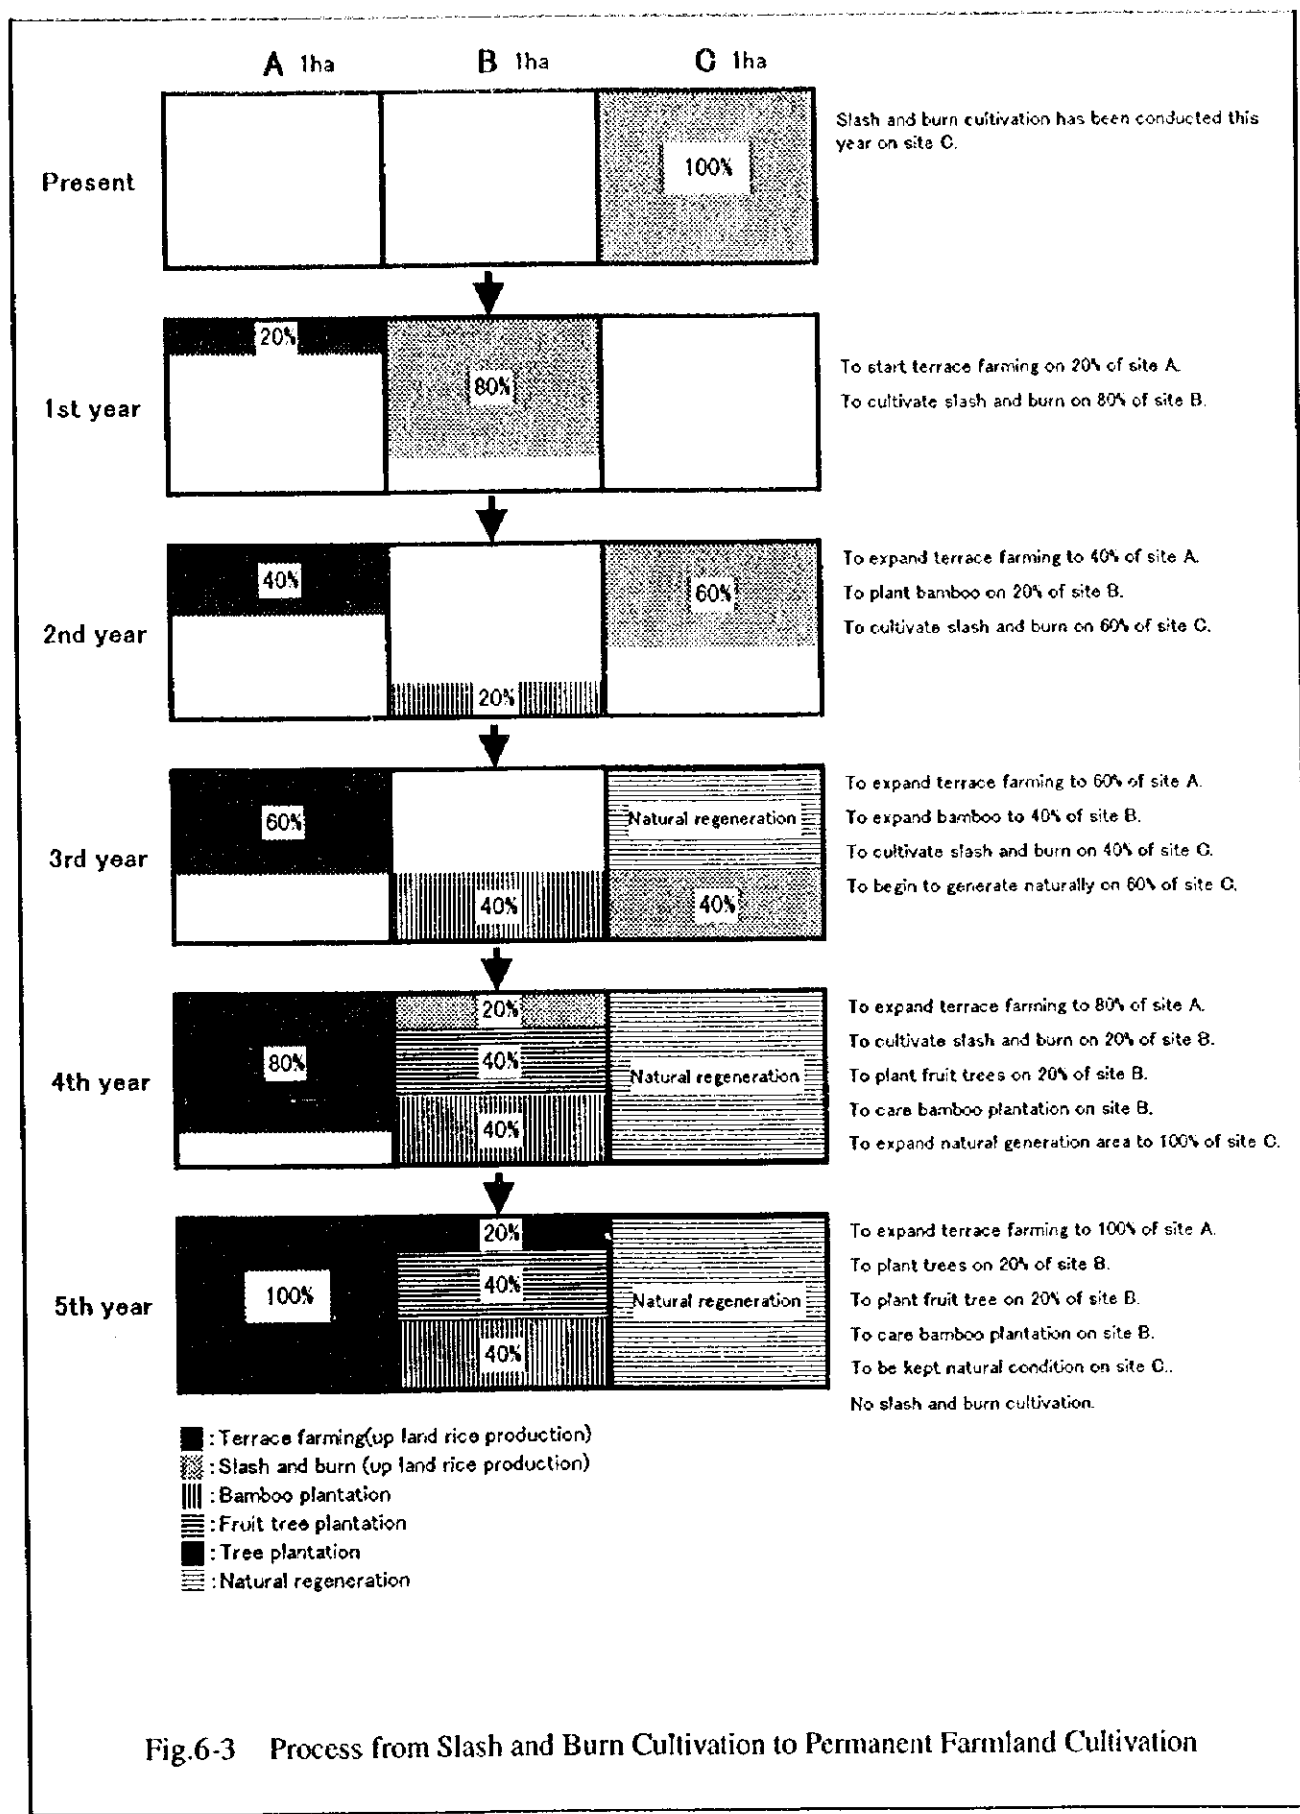 A 1ha
B 1ha
C 1ha
Present
100%
Slash and burn cultivation has been conducted this
year on site C.
1st year
20%
80%
To start terrace farming on 20% of site A.
To cultivate slash and burn on 80% of site B.
2nd year
40%
20%
60%
To expand terrace farming to 40% of site A.
To plant bamboo on 20% of site B.
To cultivate slash and burn on 60% of site C.
3rd year
60%
40%
Natural regeneration
40%
To expand terrace farming to 60% of site A.
To expand bamboo to 40% of site B.
To cultivate slash and burn on 40% of site C.
To begin to generate naturally on 60% of site C.
4th year
80%
20%
40%
40%
Natural regeneration
To expand terrace farming to 80% of site A.
To cultivate slash and burn on 20% of site B.
To plant fruit trees on 20% of site B.
To care bamboo plantation on site B.
To expand natural generation area to 100% of site C.
5th year
100%
20%
40%
40%
Natural regeneration
To expand terrace farming to 100% of site A.
To plant trees on 20% of site B.
To plant fruit tree on 20% of site B.
To care bamboo plantation on site B.
To be kept natural condition on site C..
No slash and burn cultivation.
: Terrace farming(up land rice production)
: Slash and burn (up land rice production)
: Bamboo plantation
: Fruit tree plantation
: Tree plantation
: Natural regeneration
Fig.6-3 Process from Slash and Burn Cultivation to Permanent Farmland Cultivation